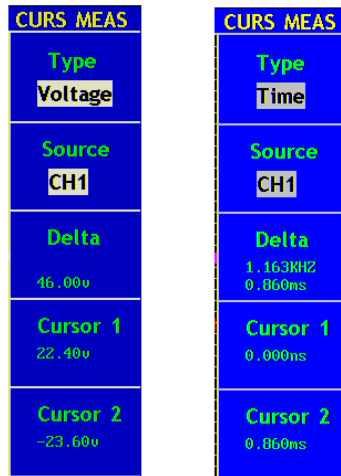 CURS MEAS
Type
Voltage
Source
CH1
Delta
46.00v
Cursor 1
22.40v
Cursor 2
-23.60v
CURS MEAS
Type
Time
Source
CH1
Delta
1.163KHZ
0.860ms
Cursor 1
0.000ns
Cursor 2
0.860ms